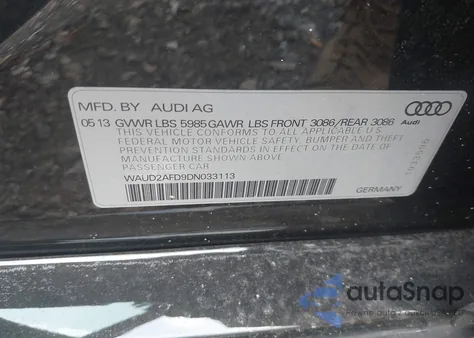 MFD. BY AUDI AG
05 13 GVWR LBS 5985 GAWR LBS FRONT 3086/REAR 3086
Audi
THIS VEHICLE CONFORMS TO ALL APPLICABLE U.S.
FEDERAL MOTOR VEHICLE SAFETY, BUMPER AND THEFT
PREVENTION STANDARDS IN EFFECT ON THE DATE OF
MANUFACTURE SHOWN ABOVE.
PASSENGER CAR
WAUD2AFD9DN033113
GERMANY
autoSnap